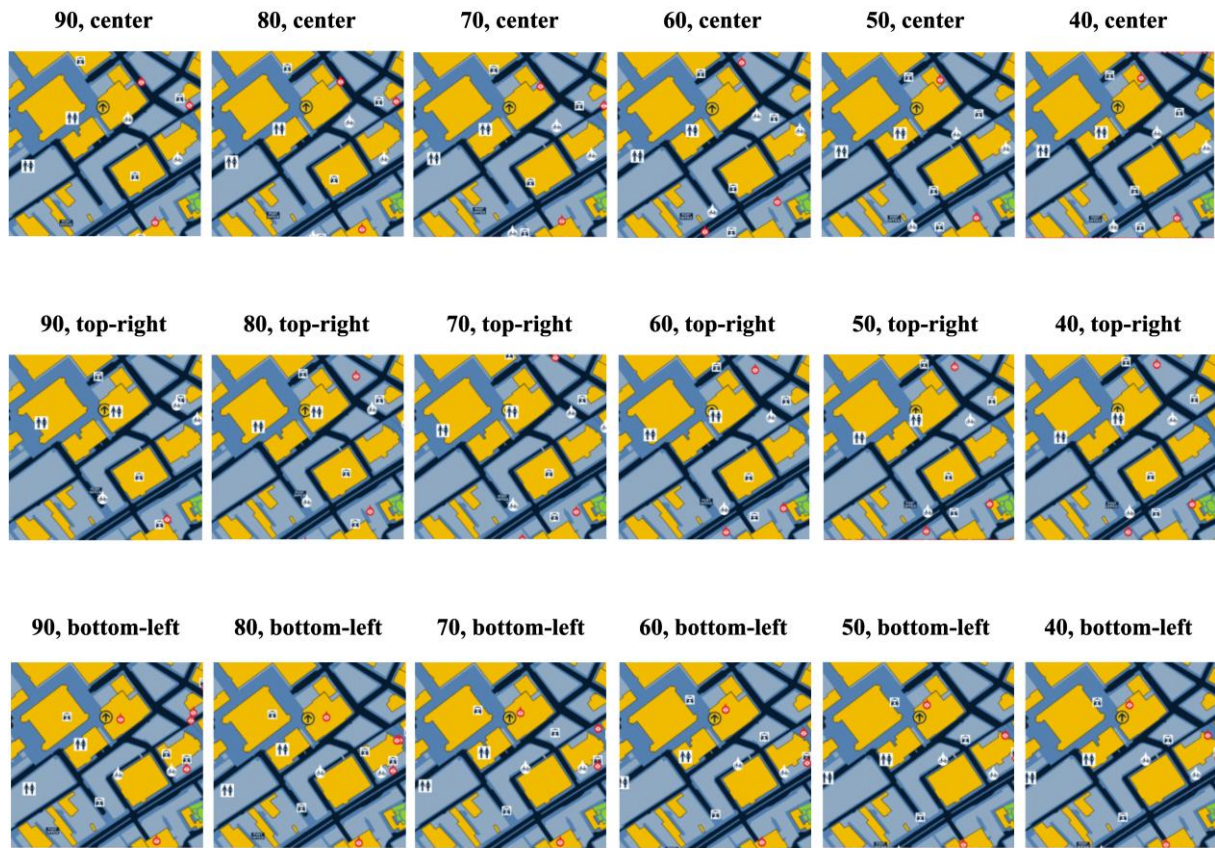 90, center 80, center 70, center 60, center 50, center 40, center
90, top-right 80, top-right 70, top-right 60, top-right 50, top-right 40, top-right
90, bottom-left 80, bottom-left 70, bottom-left 60, bottom-left 50, bottom-left 40, bottom-left